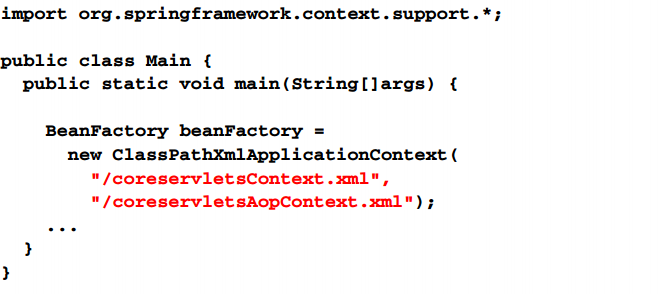 import org.springframework.context.support.*;
public class Main {
public static void main(String[]args) {
BeanFactory beanFactory =
new ClassPathXmlApplicationContext(
"/coreservletsContext.xml",
"/coreservletsAopContext.xml");
...
}
}